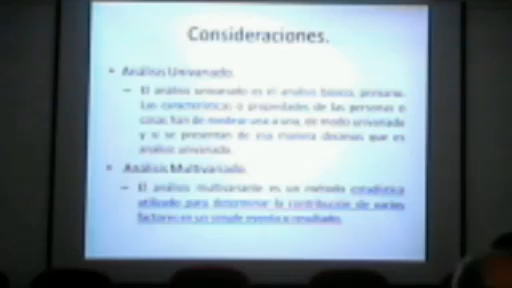 Consideraciones.
• Análisis Univariado.
– El análisis univariado es el análisis básico, primario.
Las características o propiedades de las personas o
cosas han de medirse una a una, de modo univariado
y si se presentan de esa manera decimos que es
análisis univariado.
• Análisis Multivariado.
– El análisis multivariante es un método estadístico
utilizado para determinar la contribución de varios
factores en un simple evento o resultado.